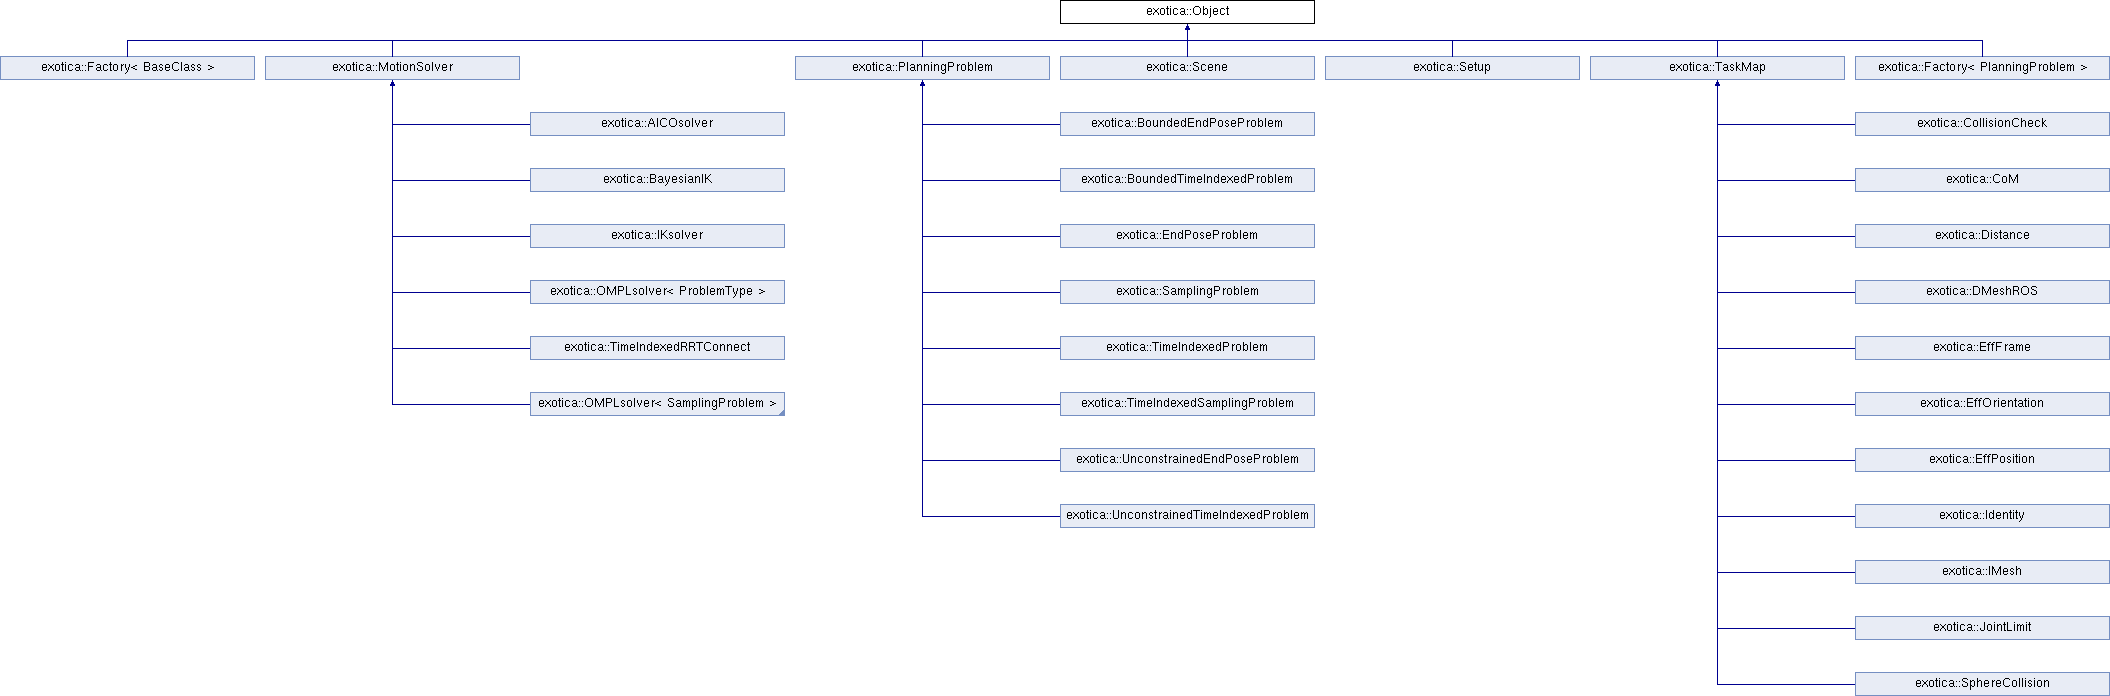 exotica::Object
exotica::Factory< BaseClass >
exotica::MotionSolver
exotica::PlanningProblem
exotica::Scene
exotica::Setup
exotica::TaskMap
exotica::Factory< PlanningProblem >
exotica::AICOsolver
exotica::BoundedEndPoseProblem
exotica::CollisionCheck
exotica::BayesianIK
exotica::BoundedTimeIndexedProblem
exotica::CoM
exotica::IKsolver
exotica::EndPoseProblem
exotica::Distance
exotica::OMPLsolver< ProblemType >
exotica::SamplingProblem
exotica::DMeshROS
exotica::TimeIndexedRRTConnect
exotica::TimeIndexedProblem
exotica::EffFrame
exotica::OMPLsolver< SamplingProblem >
exotica::TimeIndexedSamplingProblem
exotica::EffOrientation
exotica::UnconstrainedEndPoseProblem
exotica::EffPosition
exotica::UnconstrainedTimeIndexedProblem
exotica::Identity
exotica::IMesh
exotica::JointLimit
exotica::SphereCollision